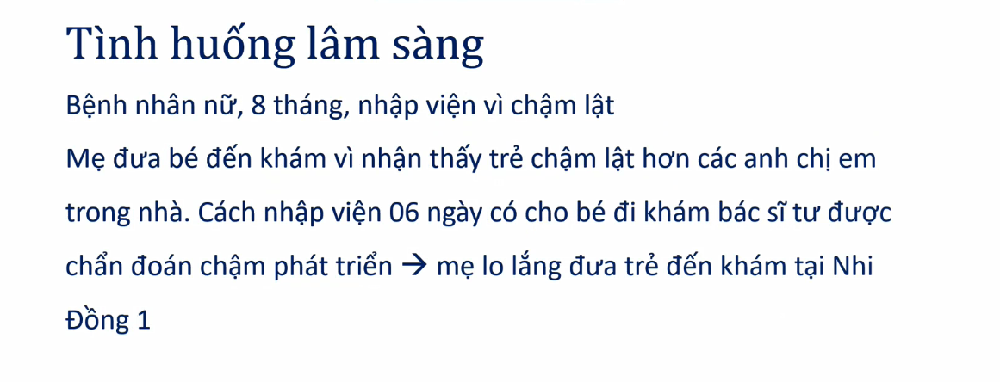 Tình huống lâm sàng
Bệnh nhân nữ, 8 tháng, nhập viện vì chậm lật
Mẹ đưa bé đến khám vì nhận thấy trẻ chậm lật hơn các anh chị em
trong nhà. Cách nhập viện 06 ngày có cho bé đi khám bác sĩ tư được
chẩn đoán chậm phát triển → mẹ lo lắng đưa trẻ đến khám tại Nhi
Đồng 1